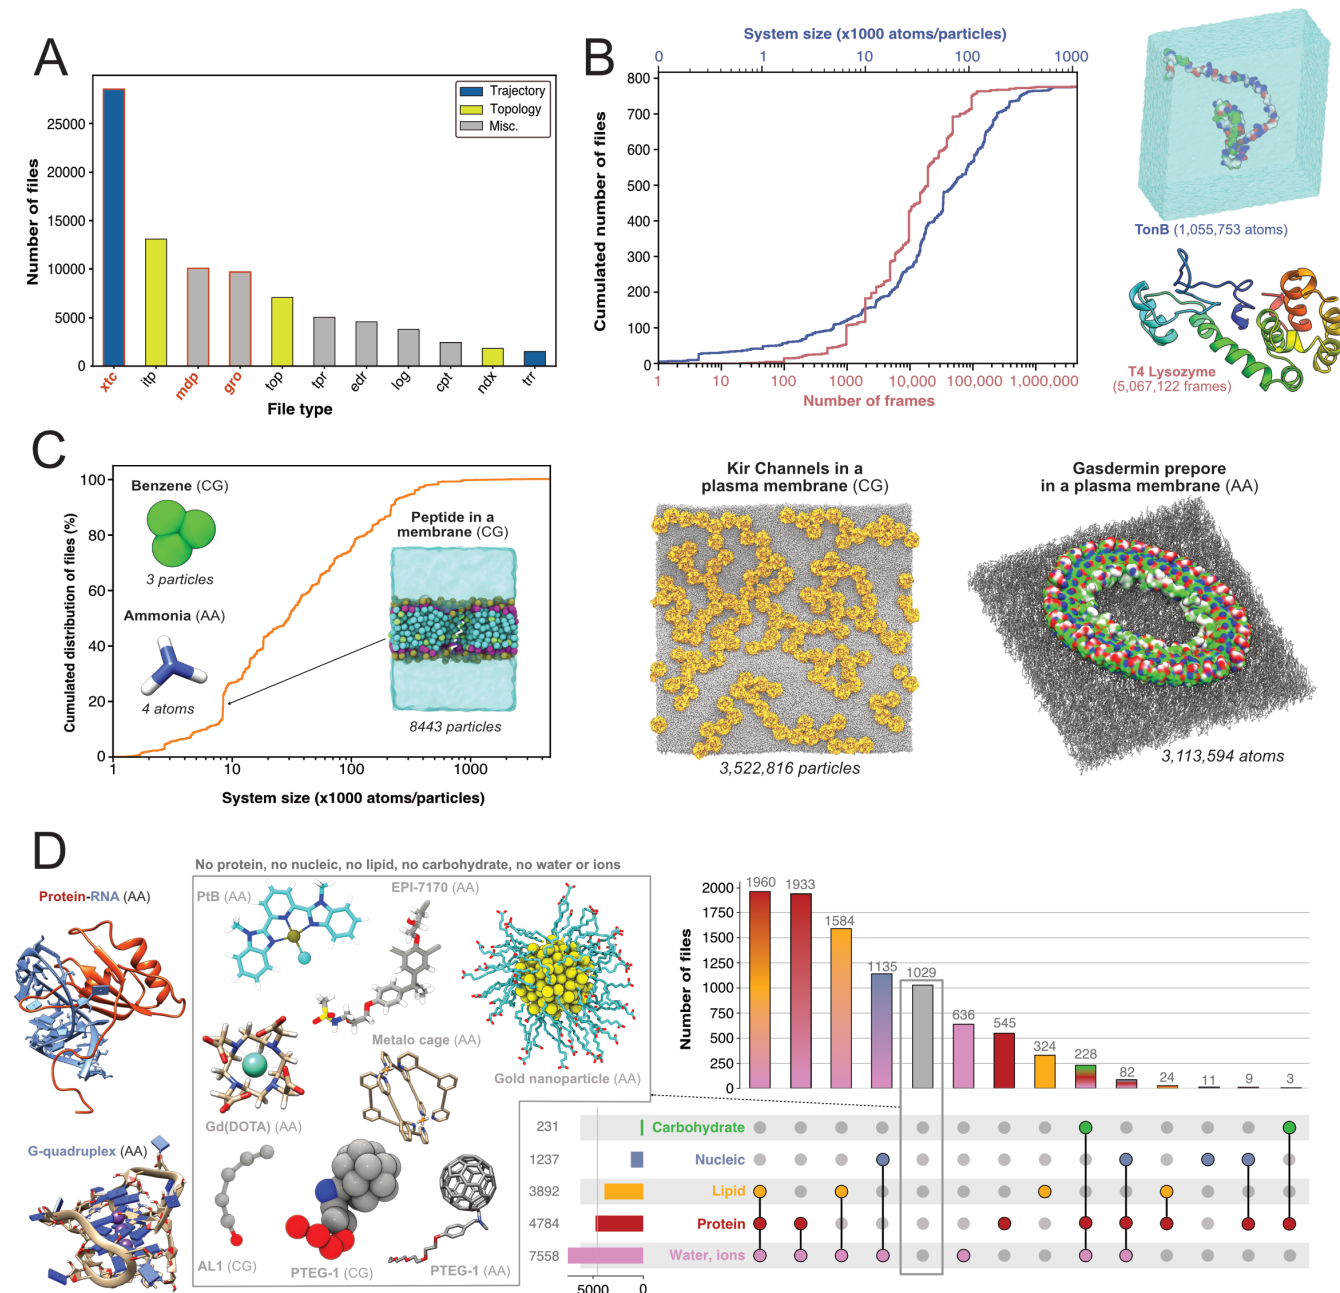 A
Number of files
25000
20000
15000
10000
5000
0
Trajectory
Topology
Misc.
xtc
itp
mdp
gro
top
tpr
edr
log
cpt
ndx
trr
File type
B
System size (x1000 atoms/particles)
0 1 10 100 1000
Cumulated number of files
800
700
600
500
400
300
200
100
0
1 10 100 1000 10,000 100,000 1,000,000
Number of frames
TonB (1,055,753 atoms)
T4 Lysozyme
(5,067,122 frames)
C
Cumulated distribution of files (%)
100
80
60
40
20
0
1 10 100 1000
System size (x1000 atoms/particles)
Benzene (CG)
3 particles
Ammonia (AA)
4 atoms
Peptide in a
membrane (CG)
8443 particles
Kir Channels in a
plasma membrane (CG)
3,522,816 particles
Gasdermin prepore
in a plasma membrane (AA)
3,113,594 atoms
D
Protein-RNA (AA)
G-quadruplex (AA)
No protein, no nucleic, no lipid, no carbohydrate, no water or ions
PtB (AA)
EPI-7170 (AA)
Gold nanoparticle (AA)
Gd(DOTA) (AA)
Metalo cage (AA)
AL1 (CG)
PTEG-1 (CG)
PTEG-1 (AA)
Number of files
2000
1750
1500
1250
1000
750
500
250
0
1960 1933 1584 1135 1029 636 545 324 228 82 24 11 9 3
231 Carbohydrate
1237 Nucleic
3892 Lipid
4784 Protein
7558 Water, ions
5000 0